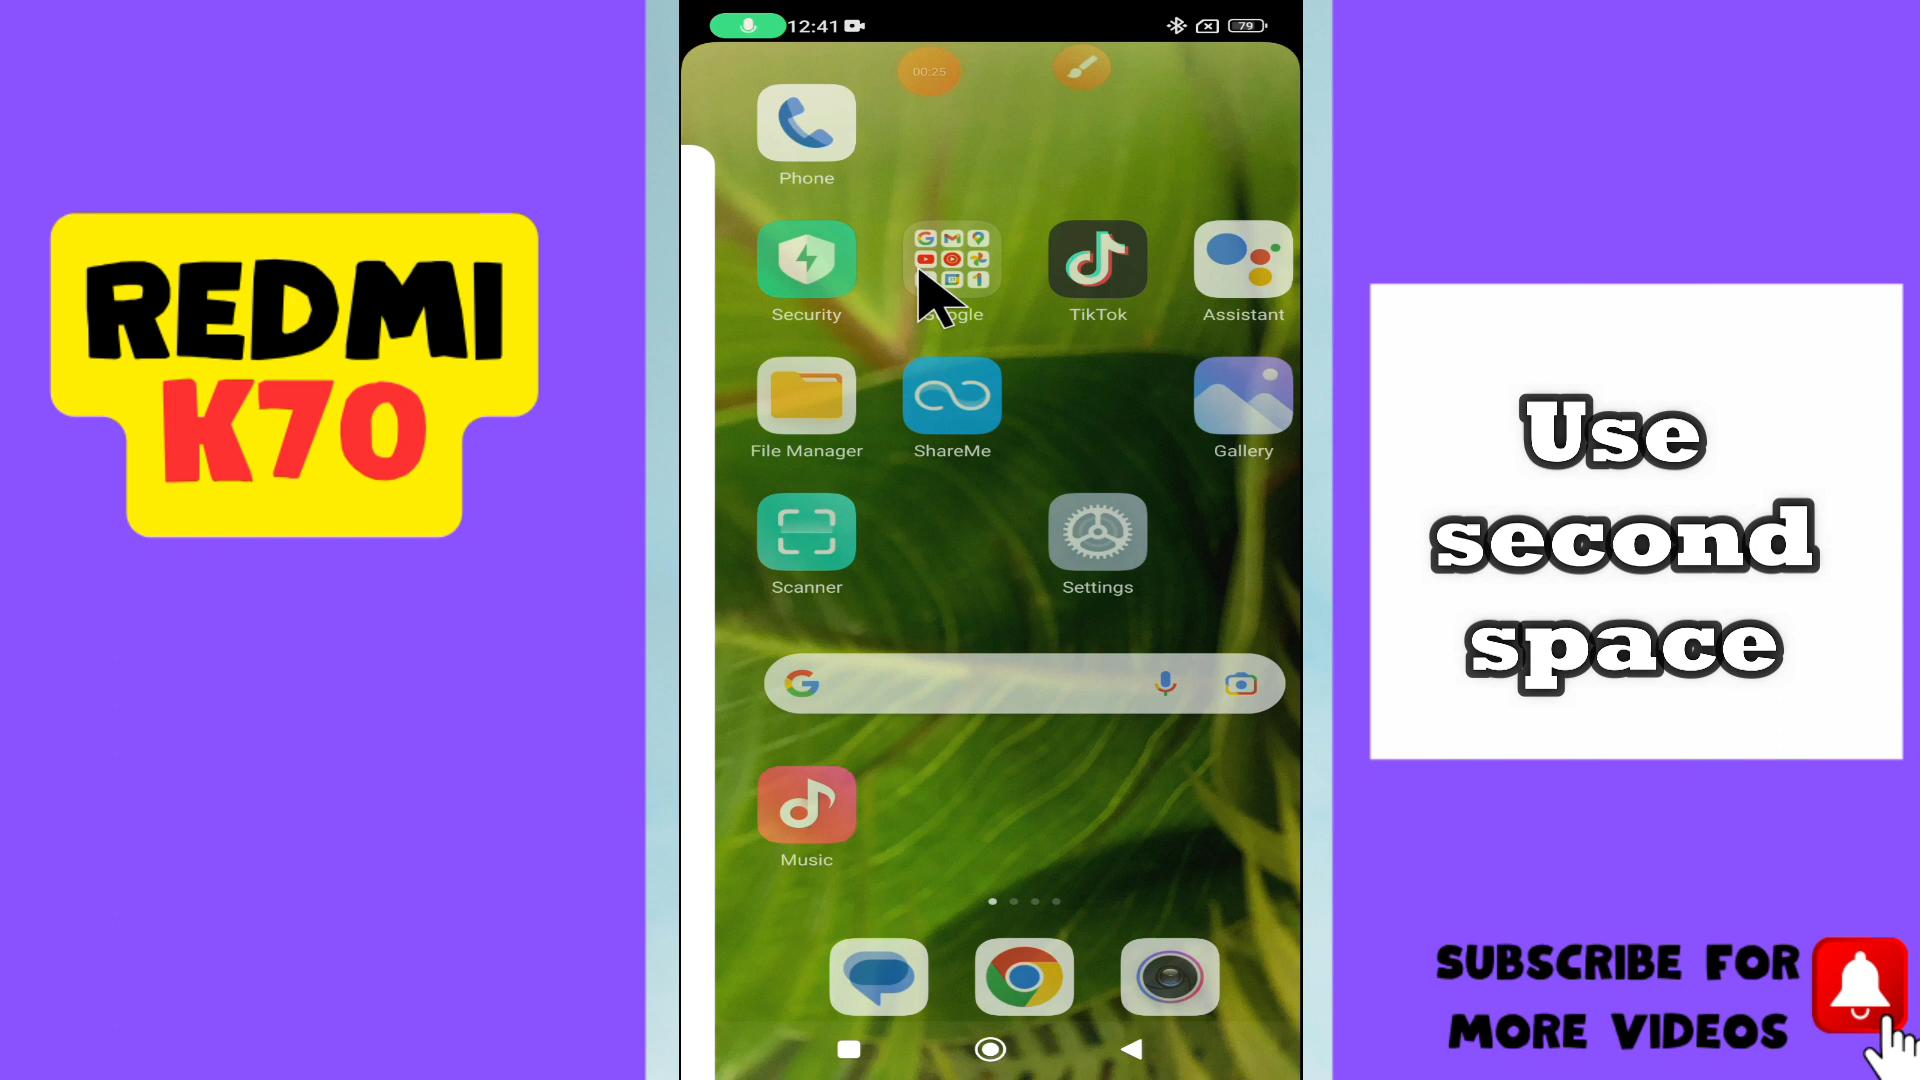 REDMI
K70
12:41
79
00:25
Phone
Security
TikTok
Assistant
File Manager
ShareMe
Gallery
Scanner
Settings
Music
Use
second
space
SUBSCRIBE FOR
MORE VIDEOS